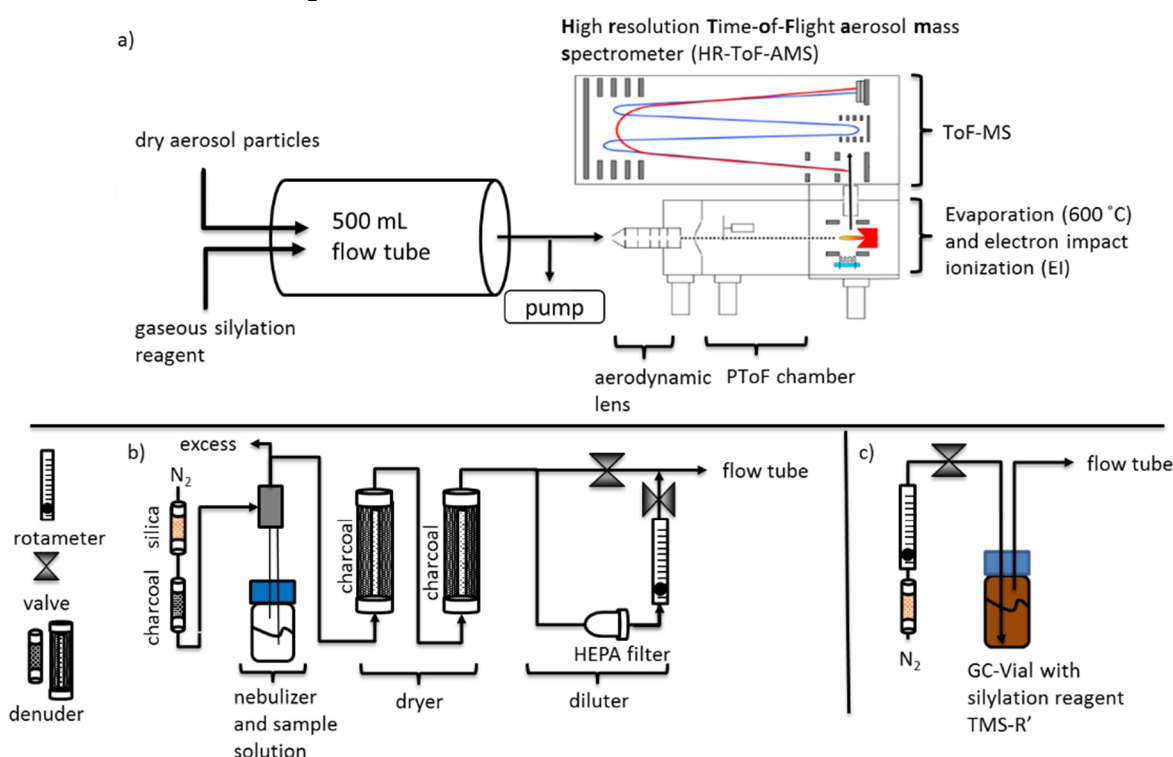 a)
High resolution Time-of-Flight aerosol mass
spectrometer (HR-ToF-AMS)
dry aerosol particles
500 mL
flow tube
gaseous silylation
reagent
pump
ToF-MS
Evaporation (600 °C)
and electron impact
ionization (EI)
aerodynamic
lens
PToF chamber
rotameter
valve
denuder
b)
excess
N2
silica
charcoal
charcoal
charcoal
flow tube
HEPA filter
nebulizer
and sample
solution
dryer
diluter
c)
flow tube
N2
GC-Vial with
silylation reagent
TMS-R’